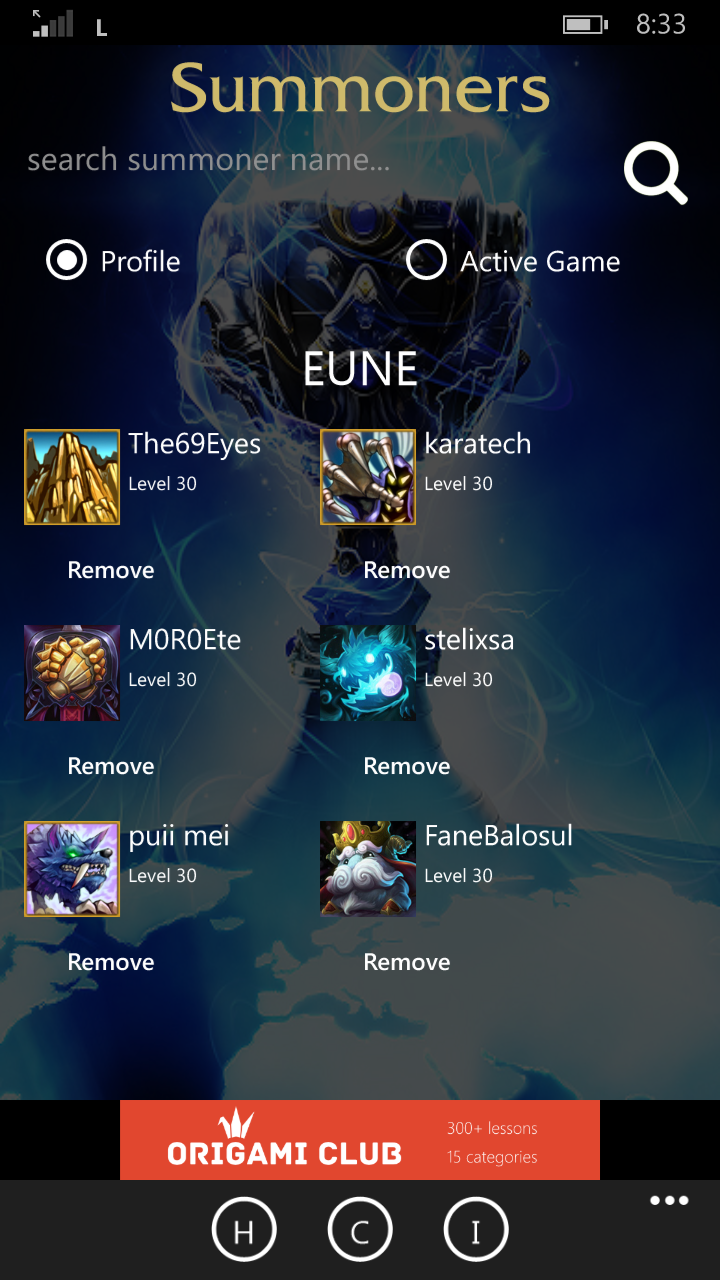 L 8:33
Summoners
search summoner name...
Profile Active Game
EUNE
The69Eyes karatech
Level 30 Level 30
Remove Remove
M0R0Ete stelixsa
Level 30 Level 30
Remove Remove
puii mei FaneBalosul
Level 30 Level 30
Remove Remove
300+ lessons
ORIGAMI CLUB
15 categories
H C I